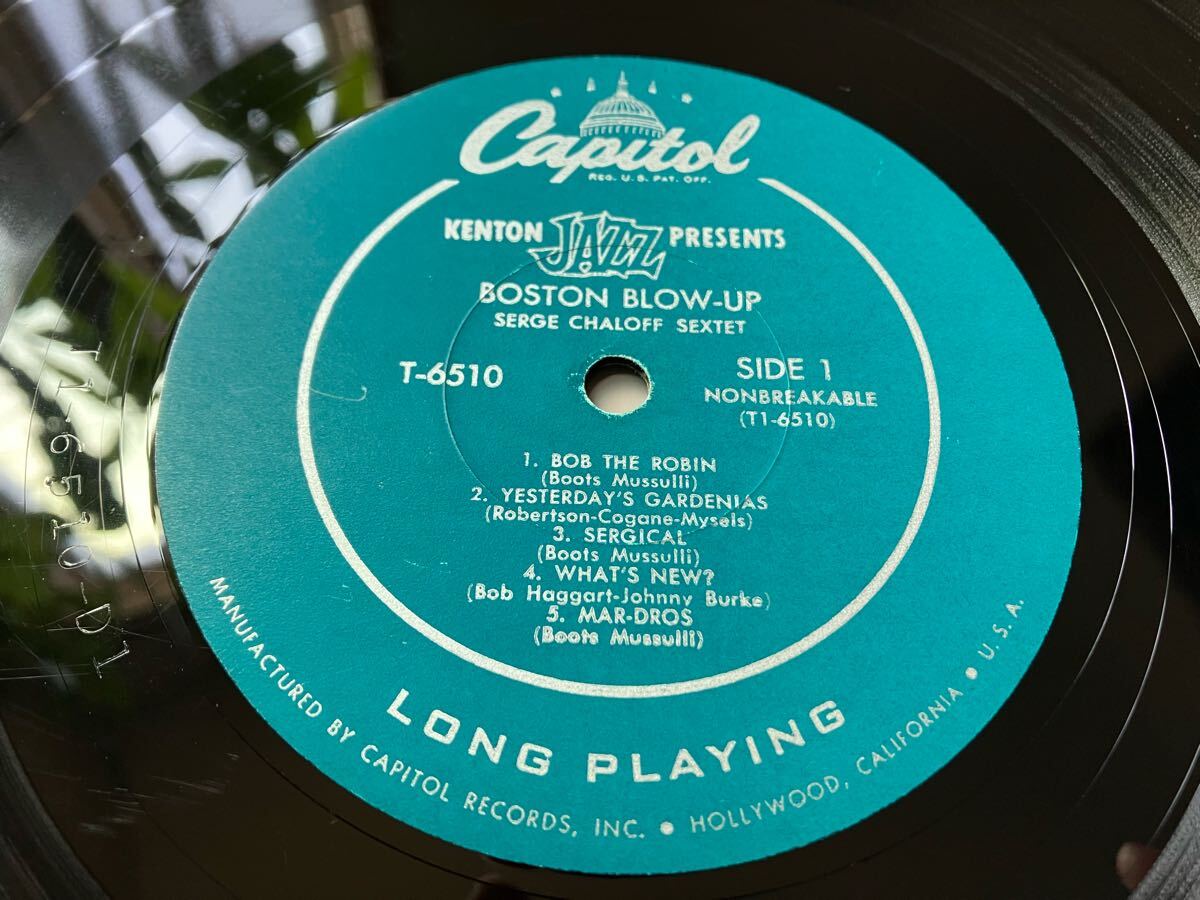 Capitol
REG. U.S. PAT. OFF.
KENTON JAZZ PRESENTS
BOSTON BLOW-UP
SERGE CHALOFF SEXTET
T-6510
SIDE 1
NONBREAKABLE
(T1-6510)
1. BOB THE ROBIN
(Boots Mussulli)
2. YESTERDAY'S GARDENIAS
(Robertson-Cogane-Mysels)
3. SERGICAL
(Boots Mussulli)
4. WHAT'S NEW?
(Bob Haggart-Johnny Burke)
5. MAR-DROS
(Boots Mussulli)
LONG PLAYING
MANUFACTURED BY CAPITOL RECORDS, INC. • HOLLYWOOD, CALIFORNIA • U.S.A.
T1-6510-D1